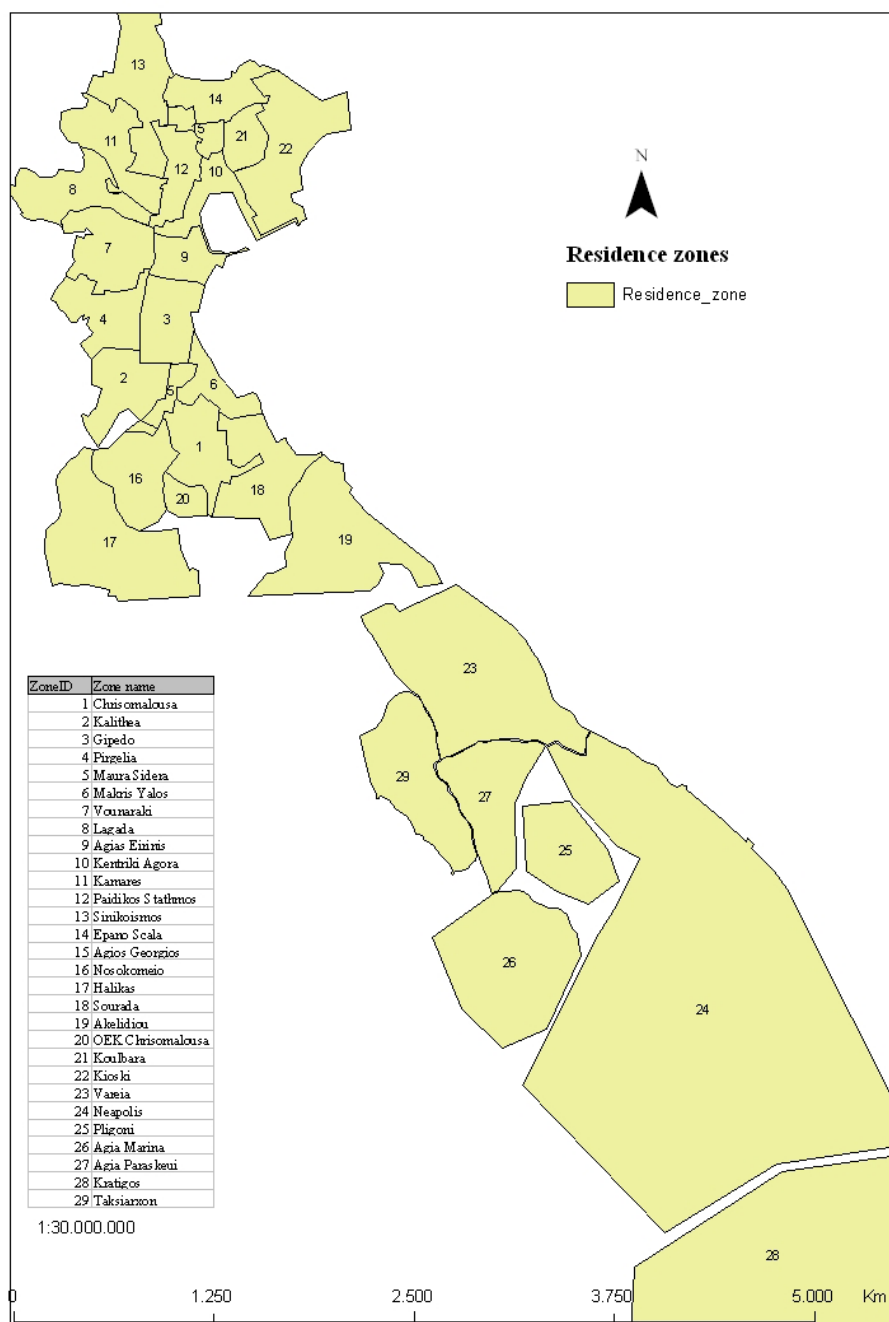 13
14
5
21
11
22
12
10
8
7
9
4
3
2
5
6
1
16
20
18
17
19
N
Residence zones
Residence_zone
23
29
27
25
26
24
28
ZoneID Zone name
1 Chrisomalousa
2 Kalithea
3 Gipedo
4 Pirgelia
5 Maura Sidera
6 Makris Yalos
7 Vounaraki
8 Lagada
9 Agias Eirinis
10 Kentriki Agora
11 Kamares
12 Paidikos Stathmos
13 Sinikoismos
14 Epano Scala
15 Agios Georgios
16 Nosokomeio
17 Halikas
18 Sourada
19 Akelidiou
20 OEK Chrisomalousa
21 Koulbara
22 Kioski
23 Vareia
24 Neapolis
25 Pligoni
26 Agia Marina
27 Agia Paraskeui
28 Kratigos
29 Taksiarxon
1:30.000.000
0 1.250 2.500 3.750 5.000 Km